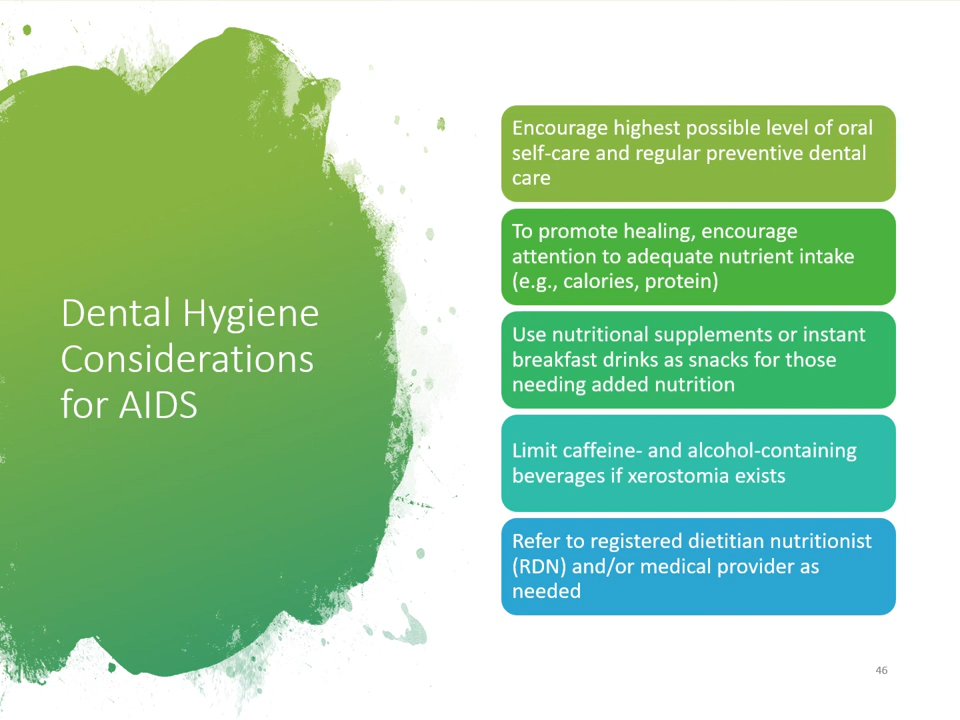 Dental Hygiene
Considerations
for AIDS
Encourage highest possible level of oral
self-care and regular preventive dental
care
To promote healing, encourage
attention to adequate nutrient intake
(e.g., calories, protein)
Use nutritional supplements or instant
breakfast drinks as snacks for those
needing added nutrition
Limit caffeine- and alcohol-containing
beverages if xerostomia exists
Refer to registered dietitian nutritionist
(RDN) and/or medical provider as
needed
46